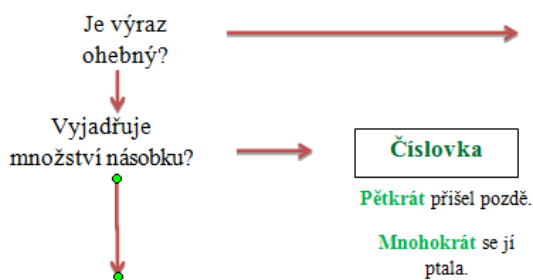 Je výraz
ohebný?
Vyjadřuje
množství násobku?
Číslovka
Pětkrát přišel pozdě.
Mnohokrát se jí
ptala.